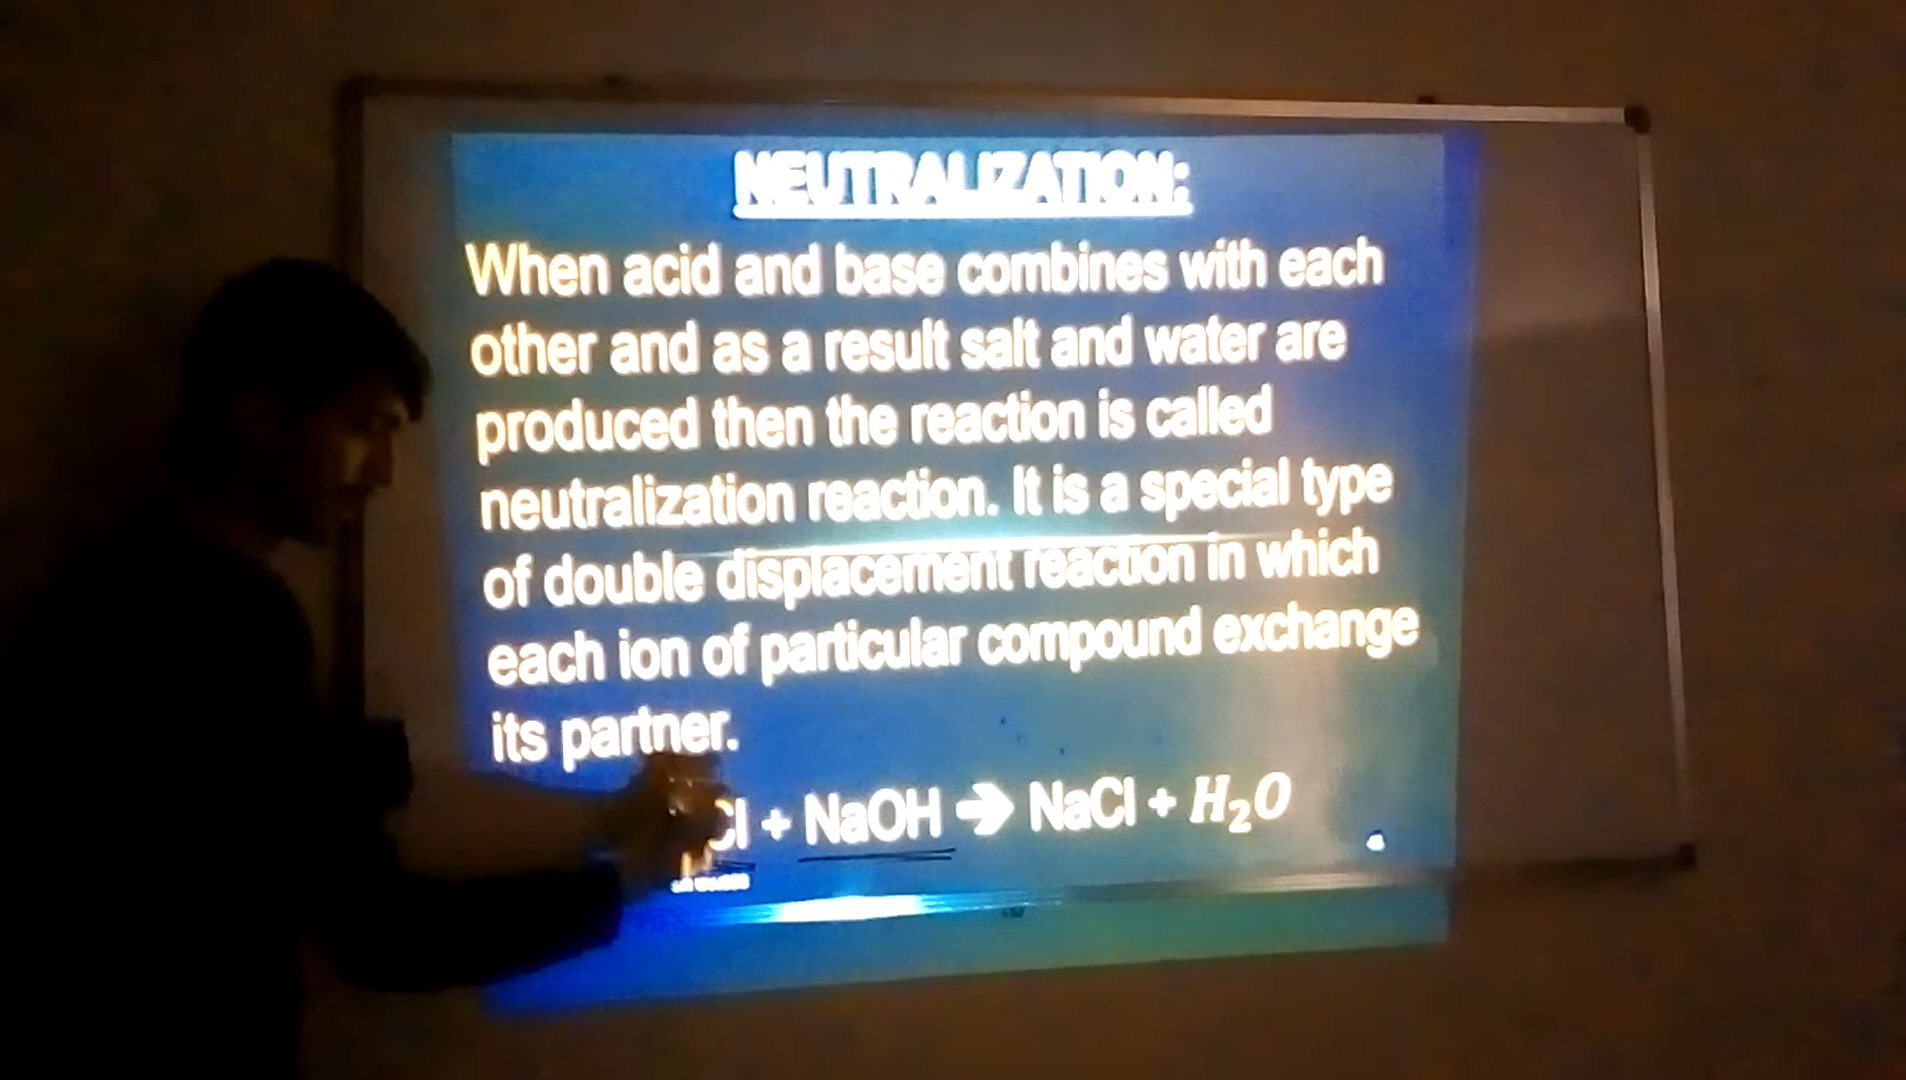 NEUTRALIZATION:
When acid and base combines with each
other and as a result salt and water are
produced then the reaction is called
neutralization reaction. It is a special type
of double displacement reaction in which
each ion of particular compound exchange
its partner.
Cl + NaOH → NaCl + H₂O
4